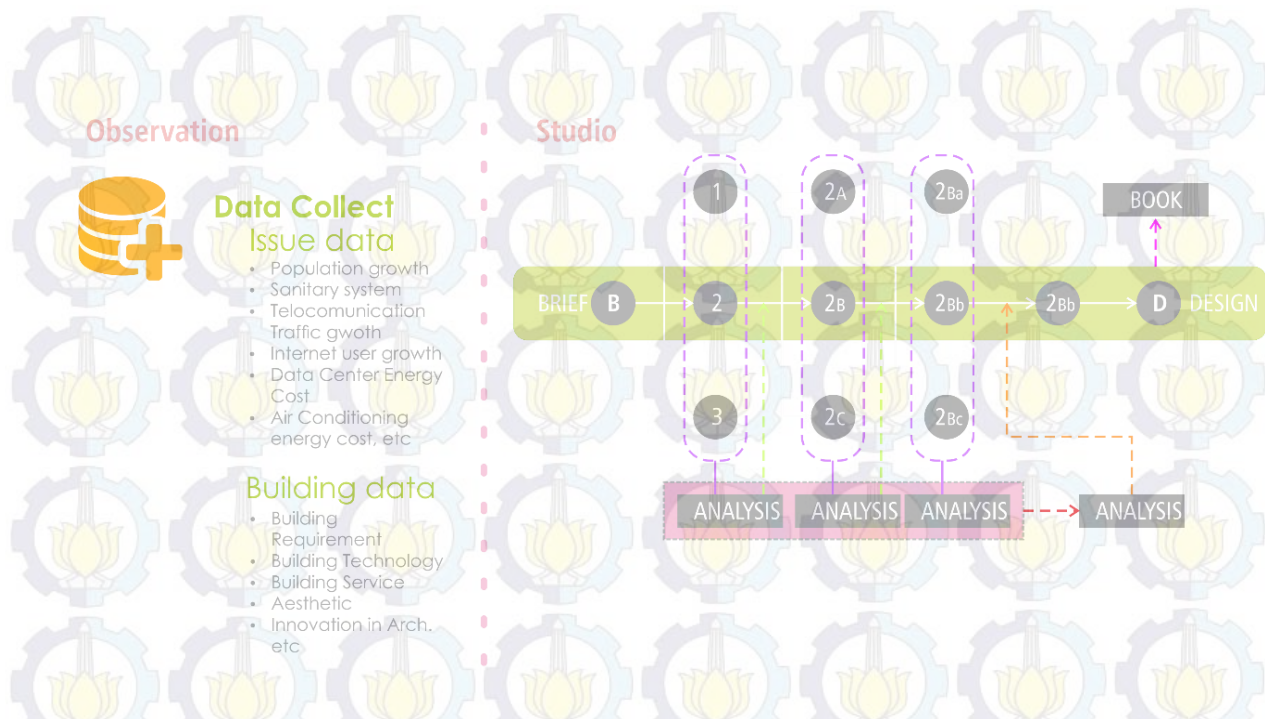 Observation
Data Collect
Issue data
• Population growth
• Sanitary system
• Telocomunication
Traffic gwoth
• Internet user growth
• Data Center Energy
Cost
• Air Conditioning
energy cost, etc
Building data
• Building
Requirement
• Building Technology
• Building Service
• Aesthetic
• Innovation in Arch.
etc
Studio
1
2A
2Ba
BOOK
BRIEF B
2
2B
2Bb
2Bb
D DESIGN
3
2C
2Bc
ANALYSIS
ANALYSIS
ANALYSIS
ANALYSIS